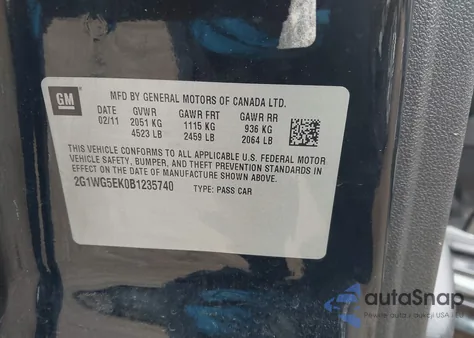 GM
MFD BY GENERAL MOTORS OF CANADA LTD.
DATE GVWR GAWR FRT GAWR RR
02/11 2051 KG 1115 KG 936 KG
4523 LB 2459 LB 2064 LB
THIS VEHICLE CONFORMS TO ALL APPLICABLE U.S. FEDERAL MOTOR
VEHICLE SAFETY, BUMPER, AND THEFT PREVENTION STANDARDS IN
EFFECT ON THE DATE OF MANUFACTURE SHOWN ABOVE.
2G1WG5EK0B1235740 TYPE: PASS CAR
autoSnap